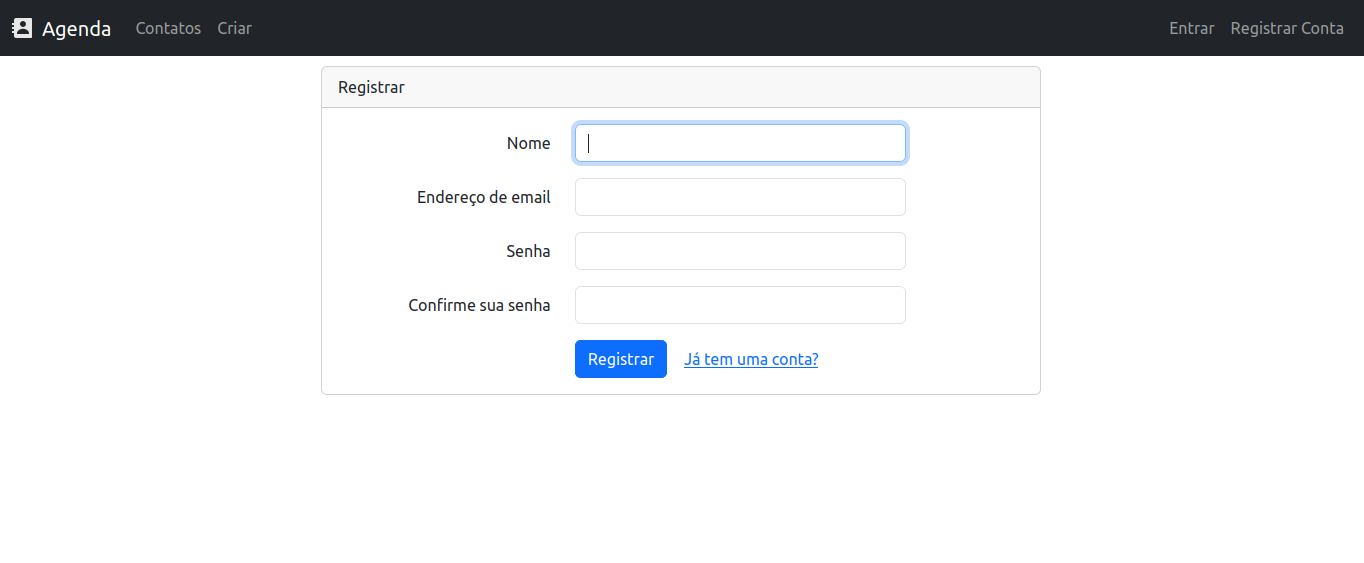 Agenda Contatos Criar Entrar Registrar Conta
Registrar
Nome
Endereço de email
Senha
Confirme sua senha
Registrar Já tem uma conta?